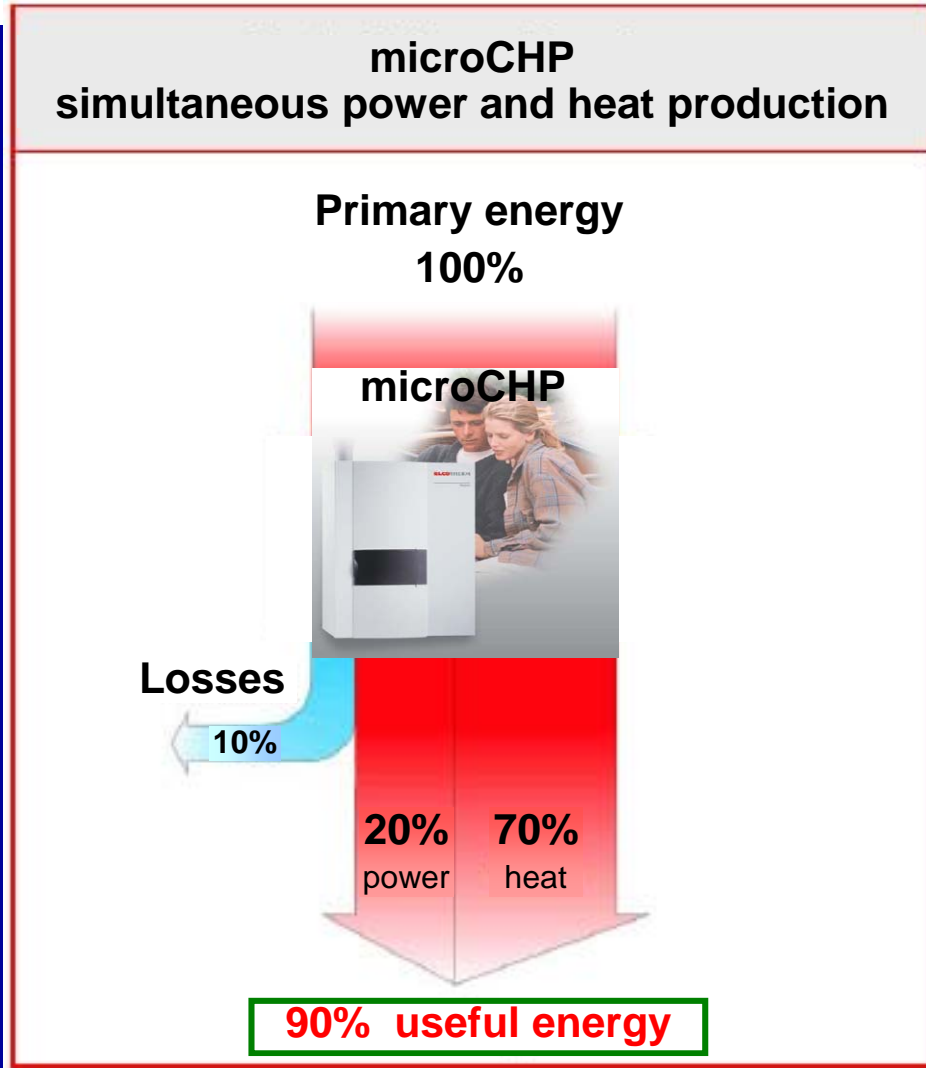 microCHP
simultaneous power and heat production
Primary energy
100%
microCHP
Losses
10%
20% 70%
power heat
90% useful energy